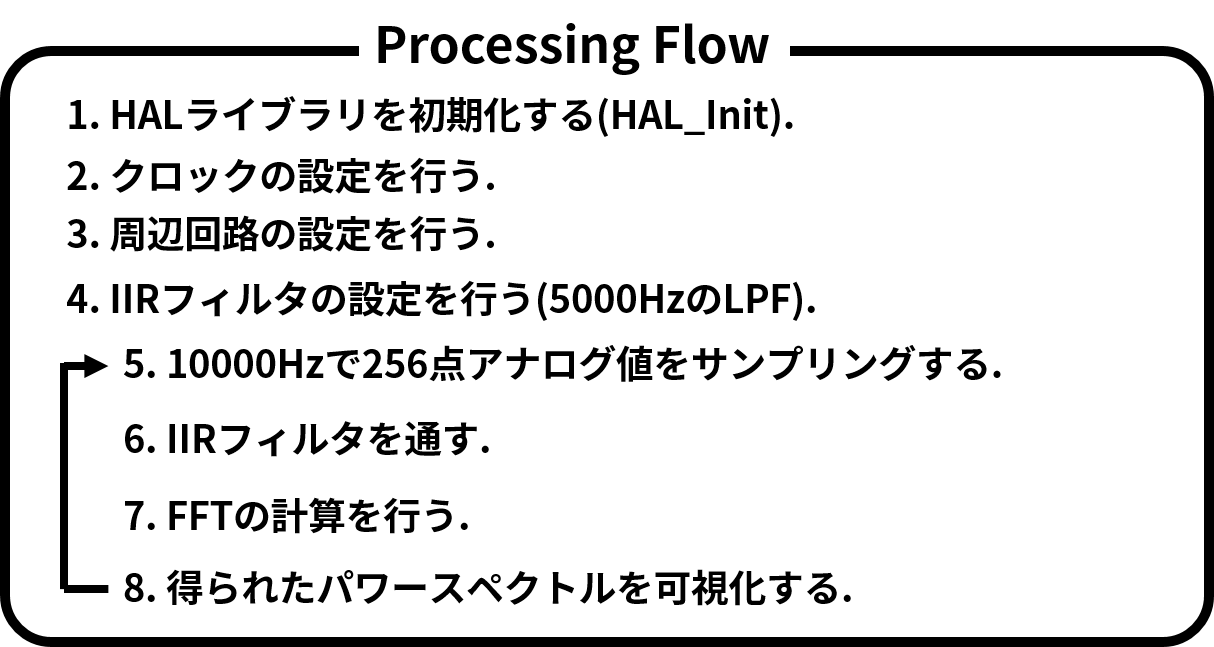 Processing Flow
1. HALライブラリを初期化する(HAL_Init).
2. クロックの設定を行う.
3. 周辺回路の設定を行う.
4. IIRフィルタの設定を行う(5000HzのLPF).
5. 10000Hzで256点アナログ値をサンプリングする.
6. IIRフィルタを通す.
7. FFTの計算を行う.
8. 得られたパワースペクトルを可視化する.